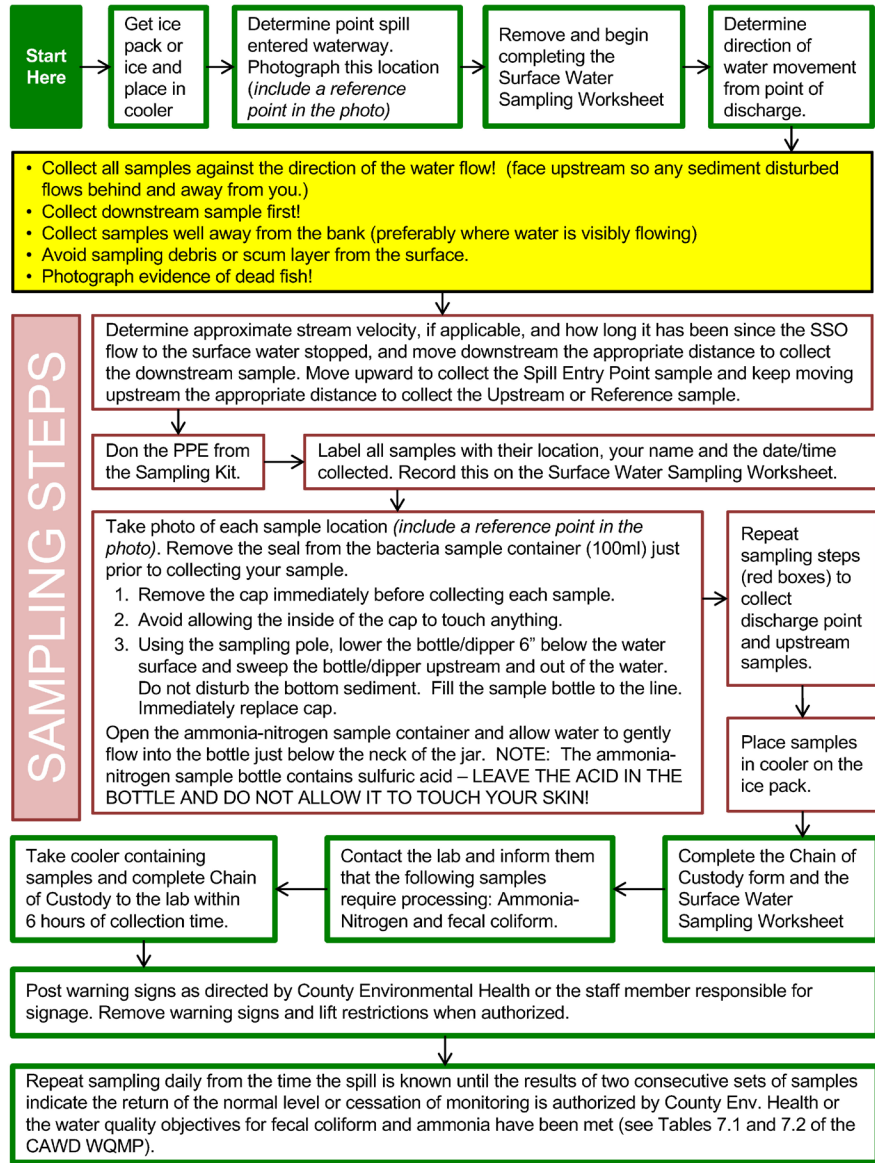 Start
Here
Get ice
pack or
ice and
place in
cooler
Determine point spill
entered waterway.
Photograph this location
(include a reference
point in the photo)
Remove and begin
completing the
Surface Water
Sampling Worksheet
Determine
direction of
water movement
from point of
discharge.
• Collect all samples against the direction of the water flow! (face upstream so any sediment disturbed
flows behind and away from you.)
• Collect downstream sample first!
• Collect samples well away from the bank (preferably where water is visibly flowing)
• Avoid sampling debris or scum layer from the surface.
• Photograph evidence of dead fish!
SAMPLING STEPS
Determine approximate stream velocity, if applicable, and how long it has been since the SSO
flow to the surface water stopped, and move downstream the appropriate distance to collect
the downstream sample. Move upward to collect the Spill Entry Point sample and keep moving
upstream the appropriate distance to collect the Upstream or Reference sample.
Don the PPE from
the Sampling Kit.
Label all samples with their location, your name and the date/time
collected. Record this on the Surface Water Sampling Worksheet.
Take photo of each sample location (include a reference point in the
photo). Remove the seal from the bacteria sample container (100ml) just
prior to collecting your sample.
1. Remove the cap immediately before collecting each sample.
2. Avoid allowing the inside of the cap to touch anything.
3. Using the sampling pole, lower the bottle/dipper 6” below the water
surface and sweep the bottle/dipper upstream and out of the water.
Do not disturb the bottom sediment. Fill the sample bottle to the line.
Immediately replace cap.
Open the ammonia-nitrogen sample container and allow water to gently
flow into the bottle just below the neck of the jar. NOTE: The ammonia-
nitrogen sample bottle contains sulfuric acid – LEAVE THE ACID IN THE
BOTTLE AND DO NOT ALLOW IT TO TOUCH YOUR SKIN!
Repeat
sampling steps
(red boxes) to
collect
discharge point
and upstream
samples.
Place samples
in cooler on the
ice pack.
Complete the Chain of
Custody form and the
Surface Water
Sampling Worksheet
Contact the lab and inform them
that the following samples
require processing: Ammonia-
Nitrogen and fecal coliform.
Take cooler containing
samples and complete Chain
of Custody to the lab within
6 hours of collection time.
Post warning signs as directed by County Environmental Health or the staff member responsible for
signage. Remove warning signs and lift restrictions when authorized.
Repeat sampling daily from the time the spill is known until the results of two consecutive sets of samples
indicate the return of the normal level or cessation of monitoring is authorized by County Env. Health or
the water quality objectives for fecal coliform and ammonia have been met (see Tables 7.1 and 7.2 of the
CAWD WQMP).